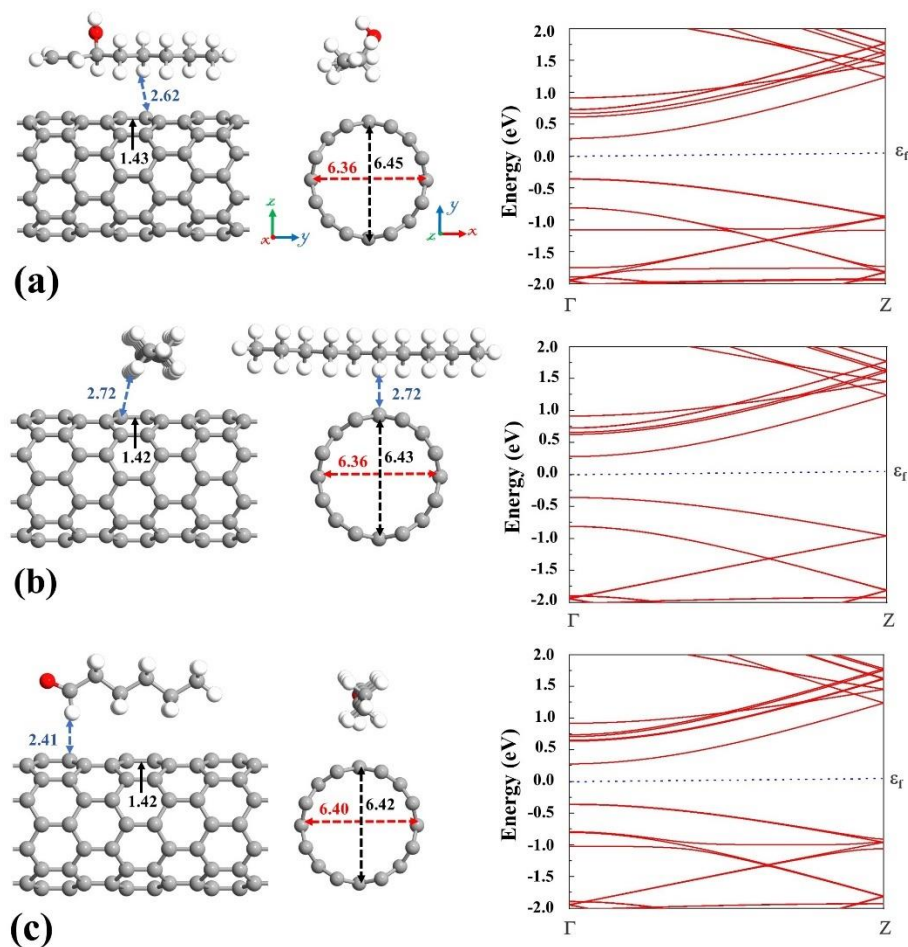 2.62
1.43
z
x
y
6.36
6.45
y
z
x
(a)
Energy (eV)
2.0
1.5
1.0
0.5
0.0
-0.5
-1.0
-1.5
-2.0
Γ
Z
εf
2.72
1.42
2.72
6.36
6.43
(b)
Energy (eV)
2.0
1.5
1.0
0.5
0.0
-0.5
-1.0
-1.5
-2.0
Γ
Z
εf
2.41
1.42
6.40
6.42
(c)
Energy (eV)
2.0
1.5
1.0
0.5
0.0
-0.5
-1.0
-1.5
-2.0
Γ
Z
εf